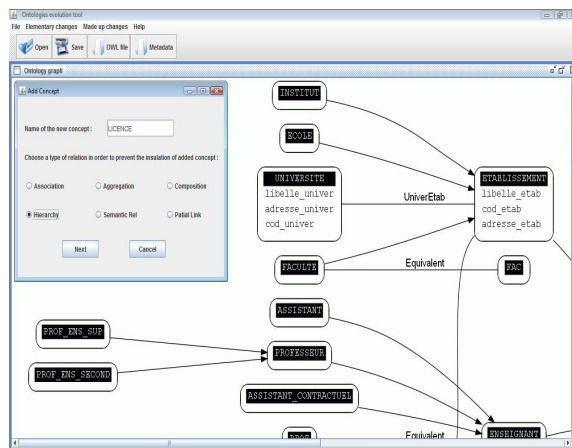 Ontologies evolution tool
File Elementary changes Made up changes Help
Open Save OWL file Metadata
Ontology graph
Add Concept
Name of the new concept : LICENCE
Choose a type of relation in order to prevent the insulation of added concept :
Association Aggregation Composition
Hierarchy Semantic Rel Patial Link
Next Cancel
INSTITUT
ECOLE
UNIVERSITE
libelle_univer
adresse_univer
cod_univer
UniverEtab
ETABLISSEMENT
libelle_etab
cod_etab
adresse_etab
FACULTE
Equivalent
FAC
ASSISTANT
PROF_ENS_SUP
PROFESSEUR
PROF_ENS_SECOND
ASSISTANT_CONTRACTUEL
PROF
Equivalent
ENSEIGNANT